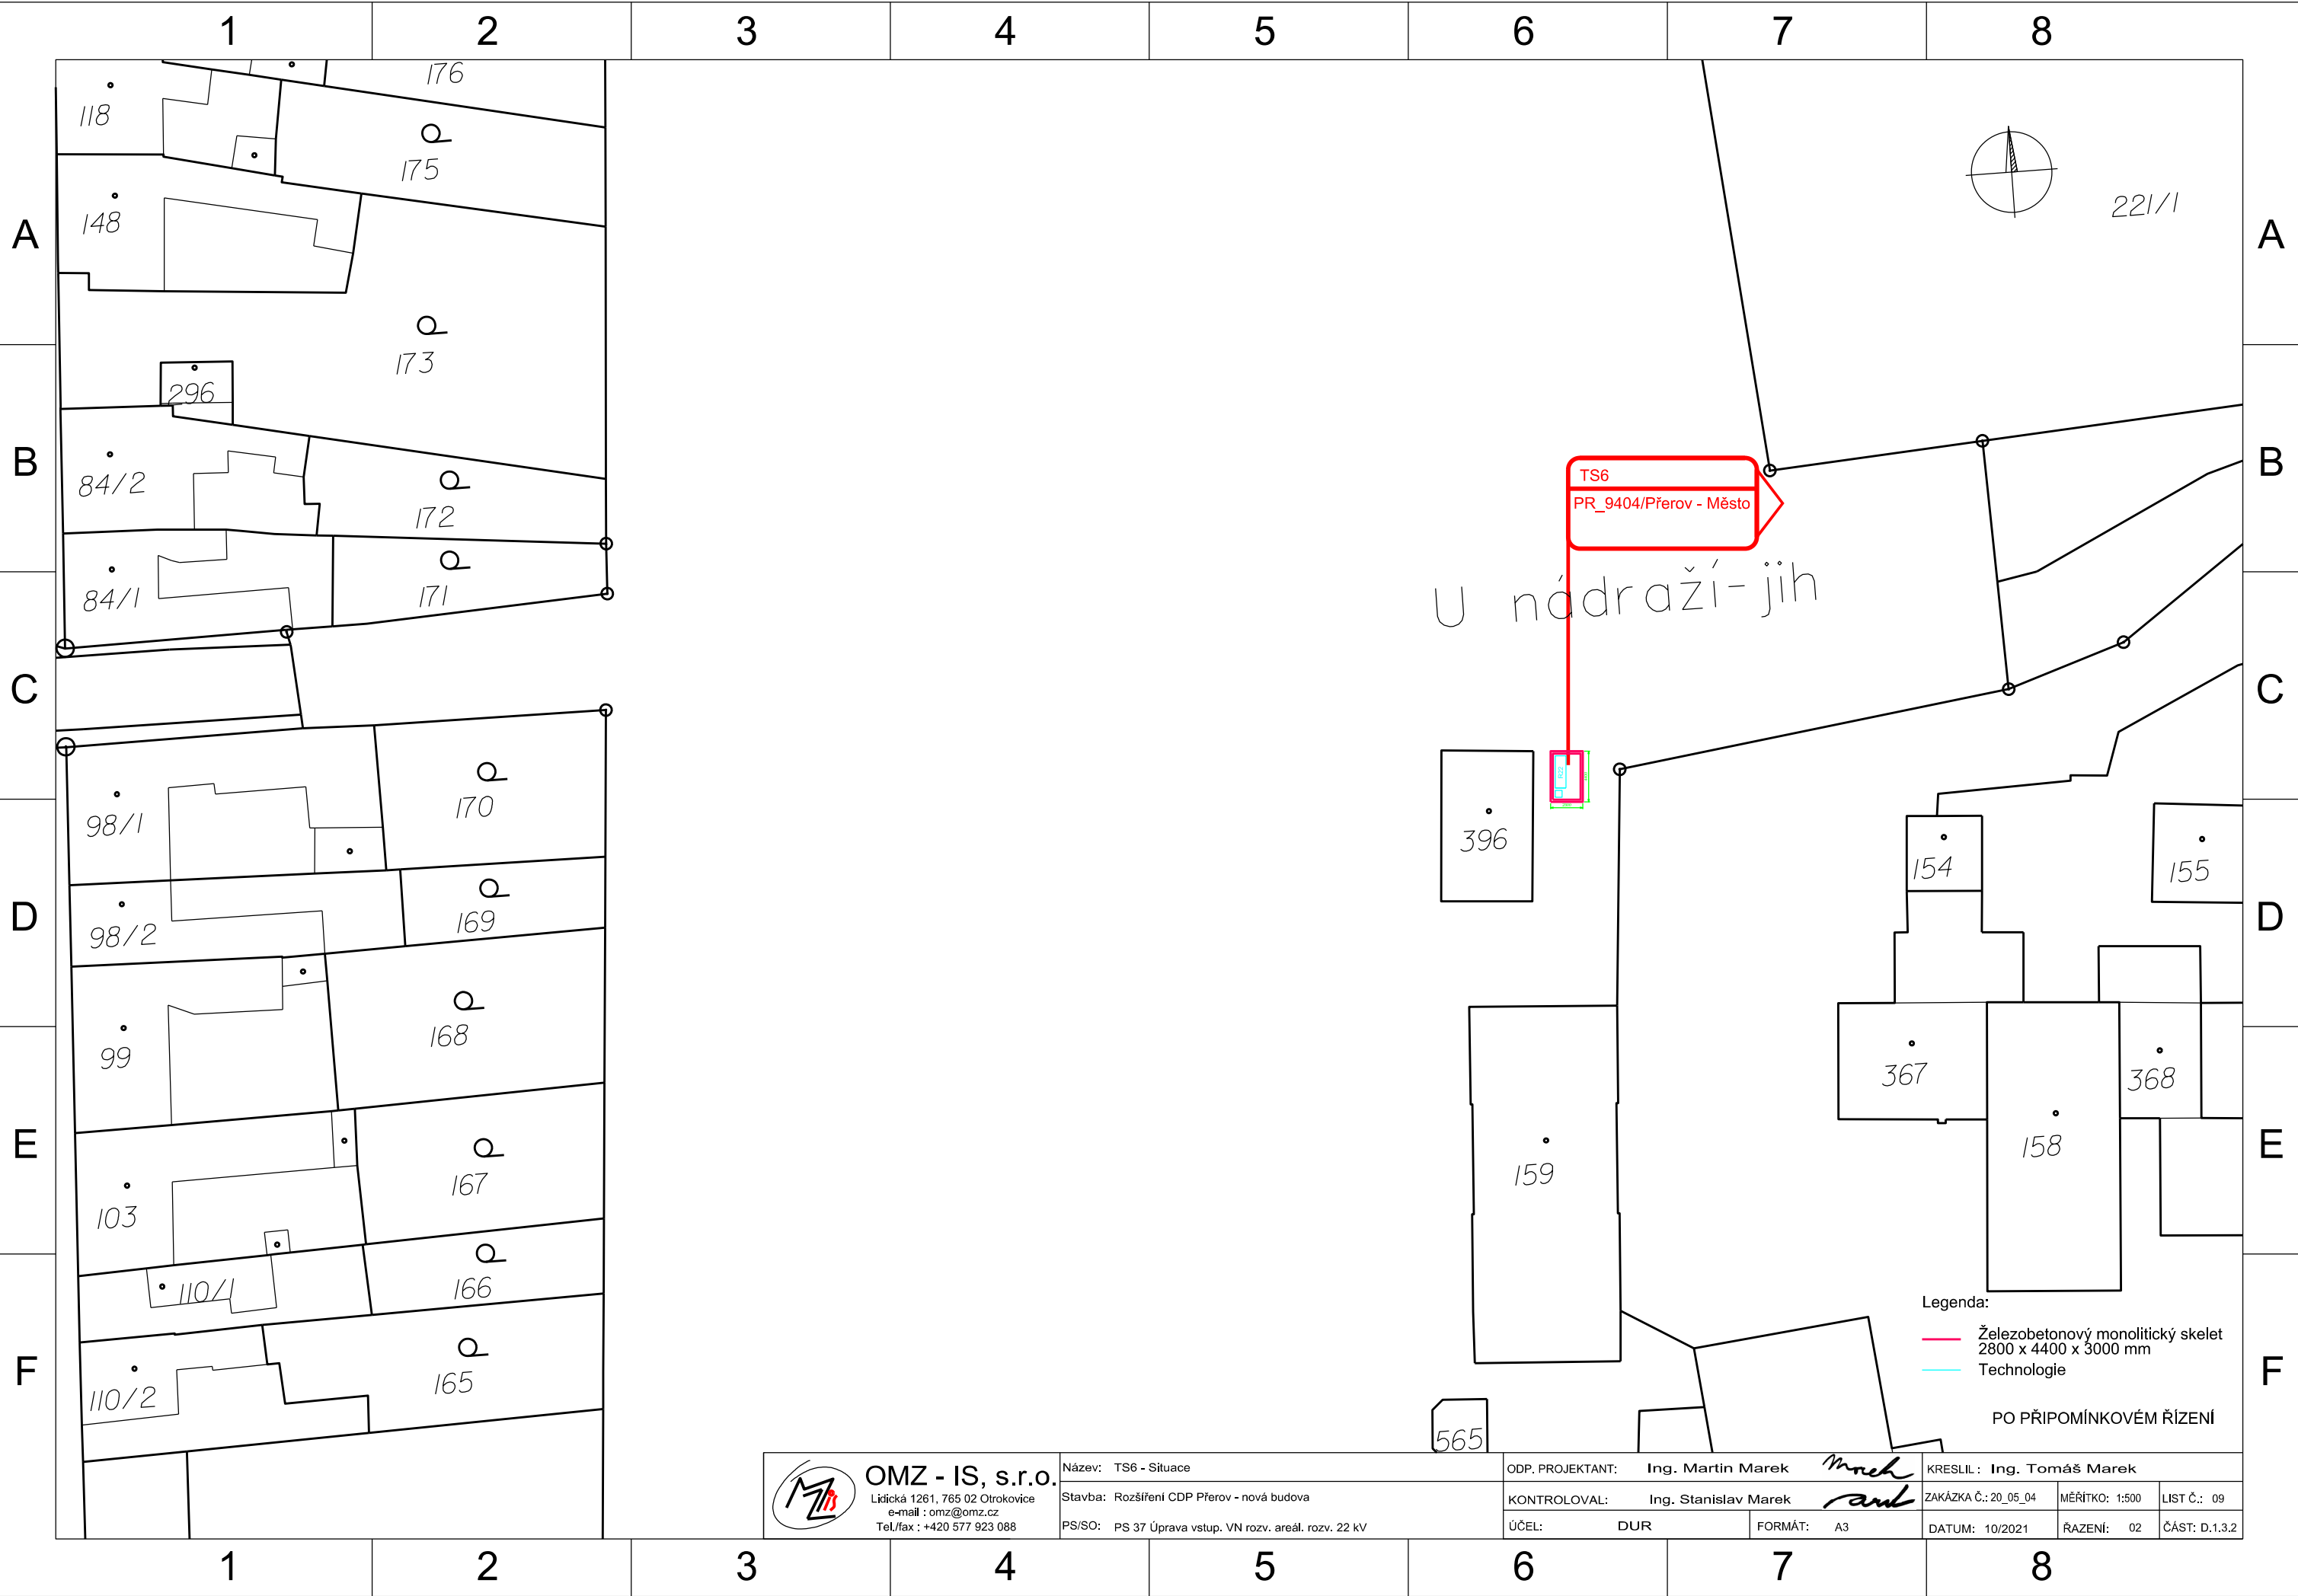 1 2 3 4 5 6 7 8
176
118
175
148
221/1
A A
173
296
84/2
B B
TS6
PR_9404/Přerov - Město
172
84/1
171
U nádraží-jih
C C
98/1
170
396
154
155
98/2
169
D D
99
168
367
368
159
158
E E
103
167
110/1
166
Legenda:
Železobetonový monolitický skelet
2800 x 4400 x 3000 mm
Technologie
F F
110/2
165
PO PŘIPOMÍNKOVÉM ŘÍZENÍ
565
OMZ - IS, s.r.o.
Lidická 1261, 765 02 Otrokovice
e-mail : omz@omz.cz
Tel./fax : +420 577 923 088
Název: TS6 - Situace
Stavba: Rozšíření CDP Přerov - nová budova
PS/SO: PS 37 Úprava vstup. VN rozv. areál. rozv. 22 kV
ODP. PROJEKTANT: Ing. Martin Marek
KONTROLOVAL: Ing. Stanislav Marek
ÚČEL: DUR FORMÁT: A3
KRESLIL: Ing. Tomáš Marek
ZAKÁZKA Č.: 20_05_04 MĚŘÍTKO: 1:500 LIST Č.: 09
DATUM: 10/2021 ŘAZENÍ: 02 ČÁST: D.1.3.2
1 2 3 4 5 6 7 8